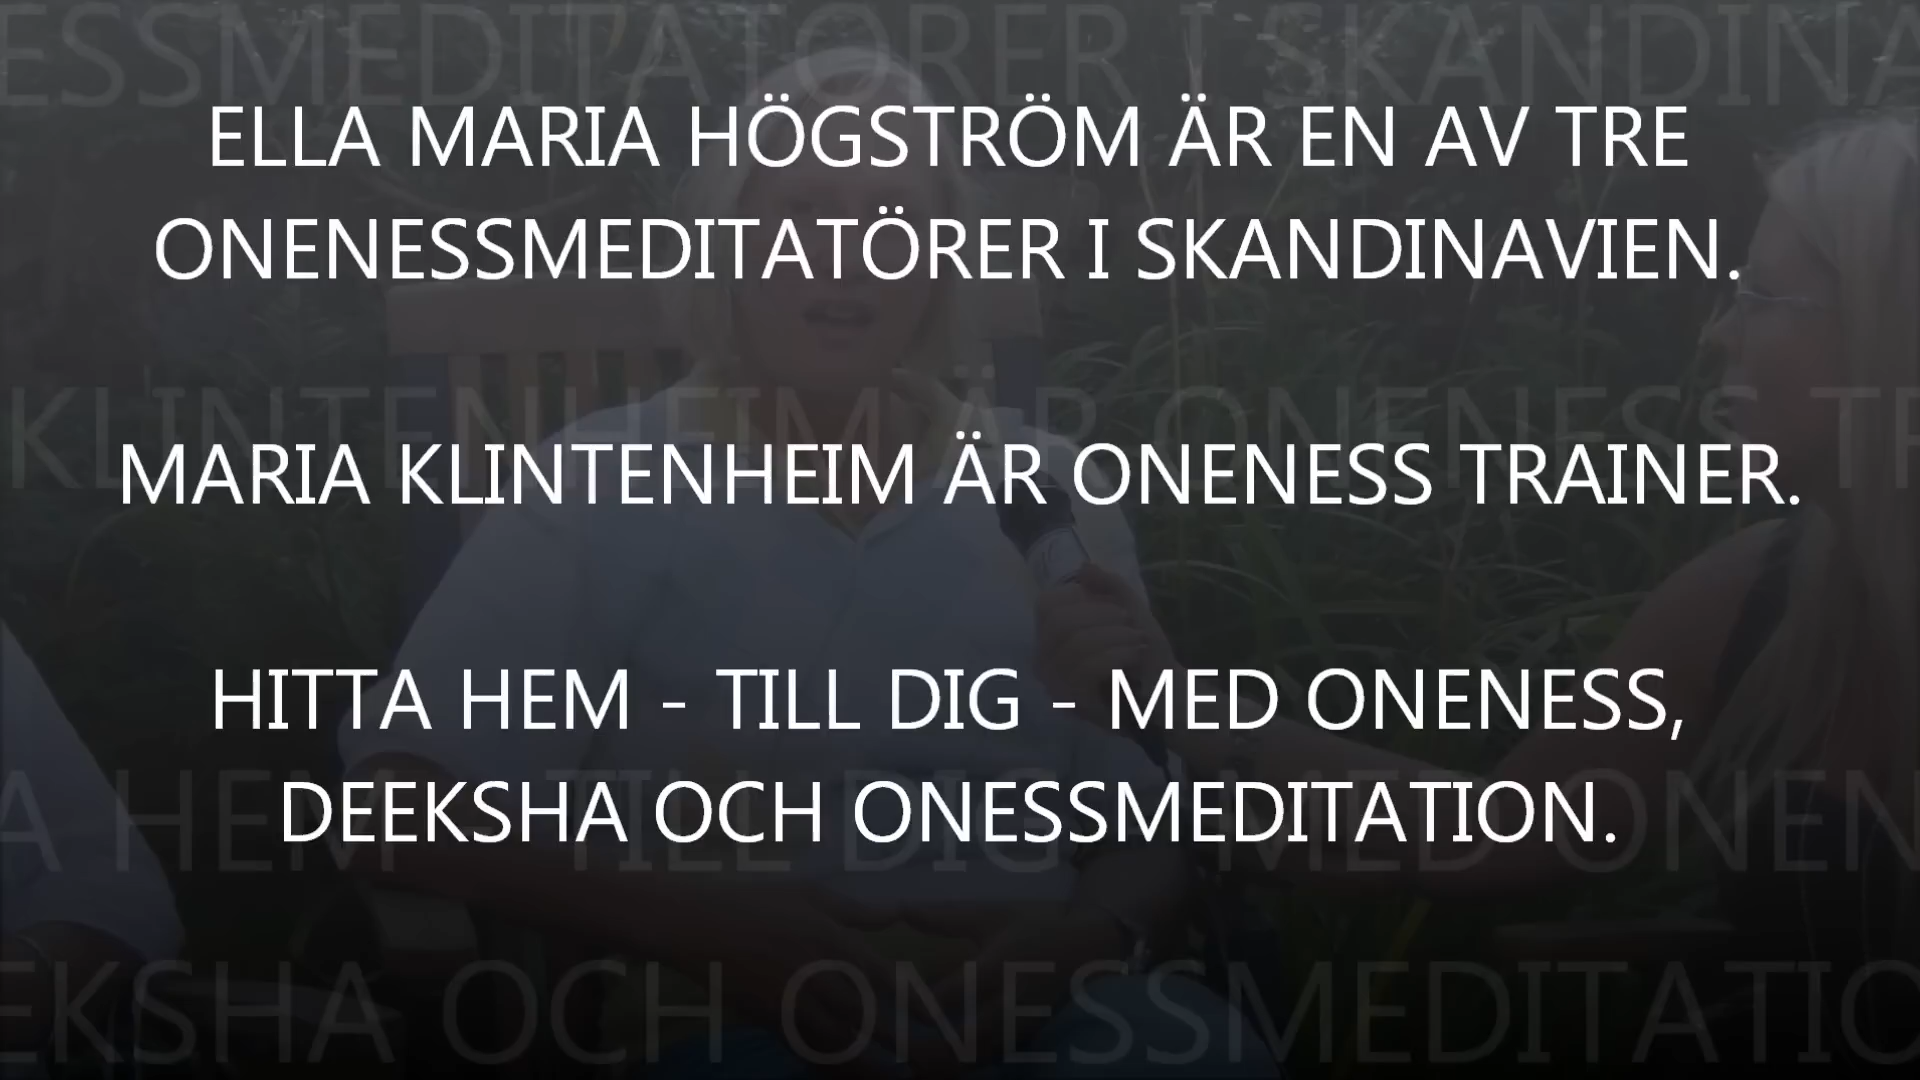 ELLA MARIA HÖGSTRÖM ÄR EN AV TRE
ONENESSMEDITATÖRER I SKANDINAVIEN.
MARIA KLINTENHEIM ÄR ONENESS TRAINER.
HITTA HEM - TILL DIG - MED ONENESS,
DEEKSHA OCH ONESSMEDITATION.